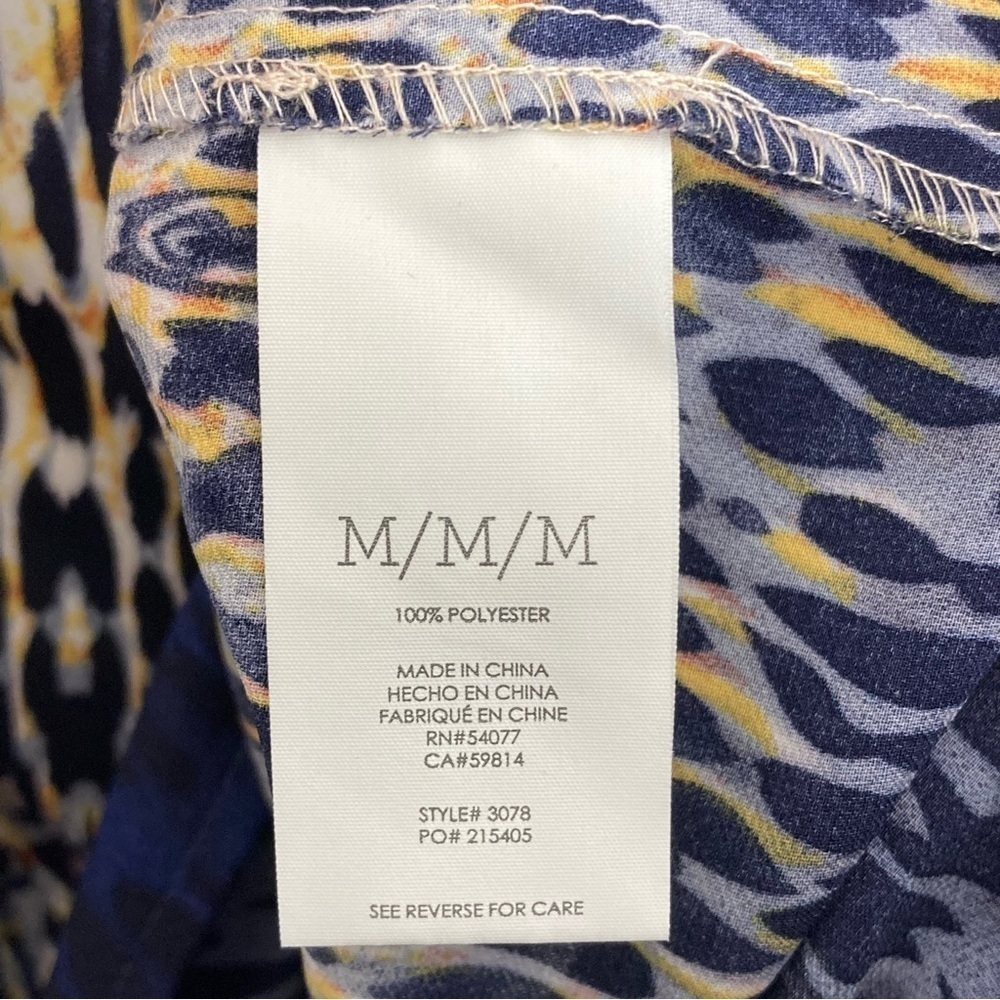 M/M/M
100% POLYESTER
MADE IN CHINA
HECHO EN CHINA
FABRIQUÉ EN CHINE
RN#54077
CA#59814
STYLE# 3078
PO# 215405
SEE REVERSE FOR CARE